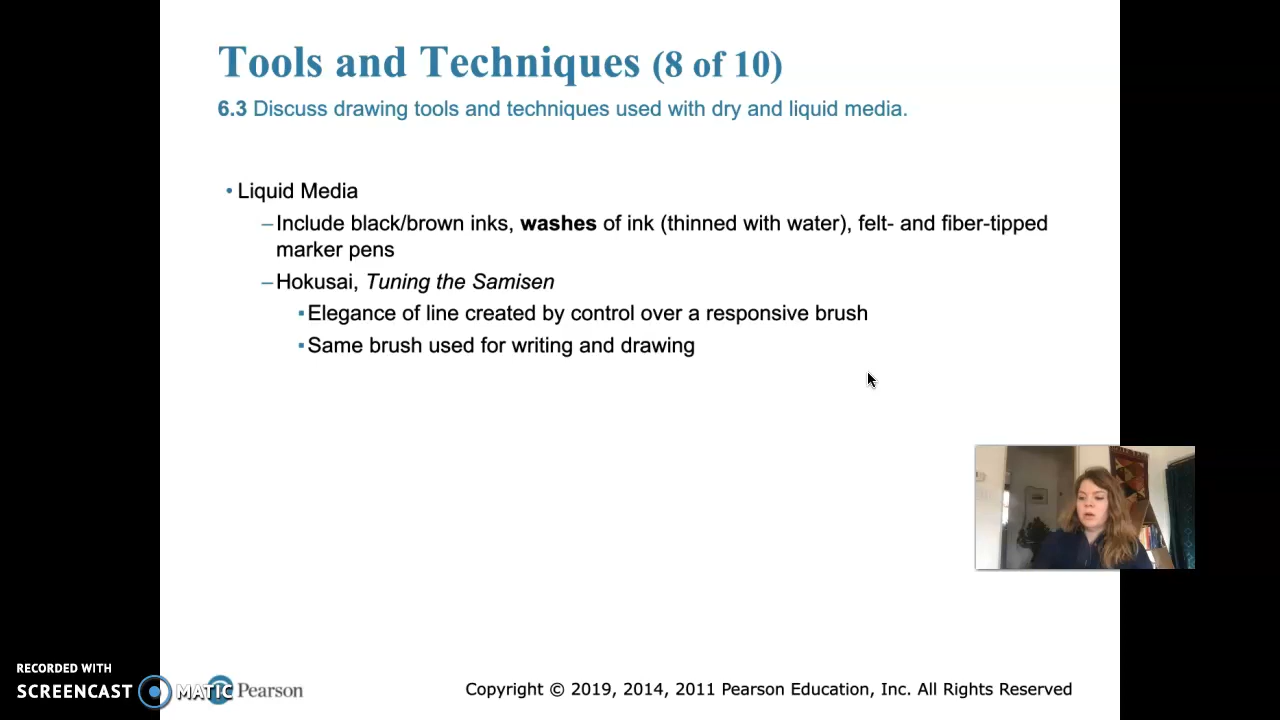 Tools and Techniques (8 of 10)
6.3 Discuss drawing tools and techniques used with dry and liquid media.
• Liquid Media
–Include black/brown inks, washes of ink (thinned with water), felt- and fiber-tipped
marker pens
–Hokusai, Tuning the Samisen
▪Elegance of line created by control over a responsive brush
▪Same brush used for writing and drawing
RECORDED WITH
SCREENCAST MATIC
Pearson
Copyright © 2019, 2014, 2011 Pearson Education, Inc. All Rights Reserved